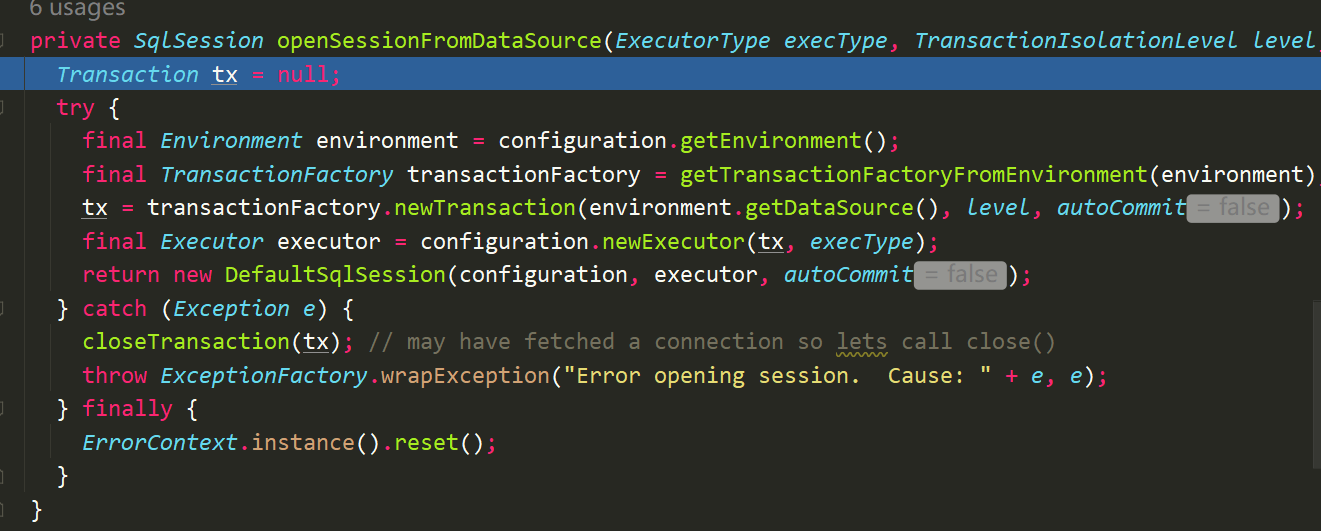 6 usages
private SqlSession openSessionFromDataSource(ExecutorType execType, TransactionIsolationLevel level,
Transaction tx = null;
try {
final Environment environment = configuration.getEnvironment();
final TransactionFactory transactionFactory = getTransactionFactoryFromEnvironment(environment);
tx = transactionFactory.newTransaction(environment.getDataSource(), level, autoCommit = false );
final Executor executor = configuration.newExecutor(tx, execType);
return new DefaultSqlSession(configuration, executor, autoCommit = false );
} catch (Exception e) {
closeTransaction(tx); // may have fetched a connection so lets call close()
throw ExceptionFactory.wrapException("Error opening session.  Cause: " + e, e);
} finally {
ErrorContext.instance().reset();
}
}